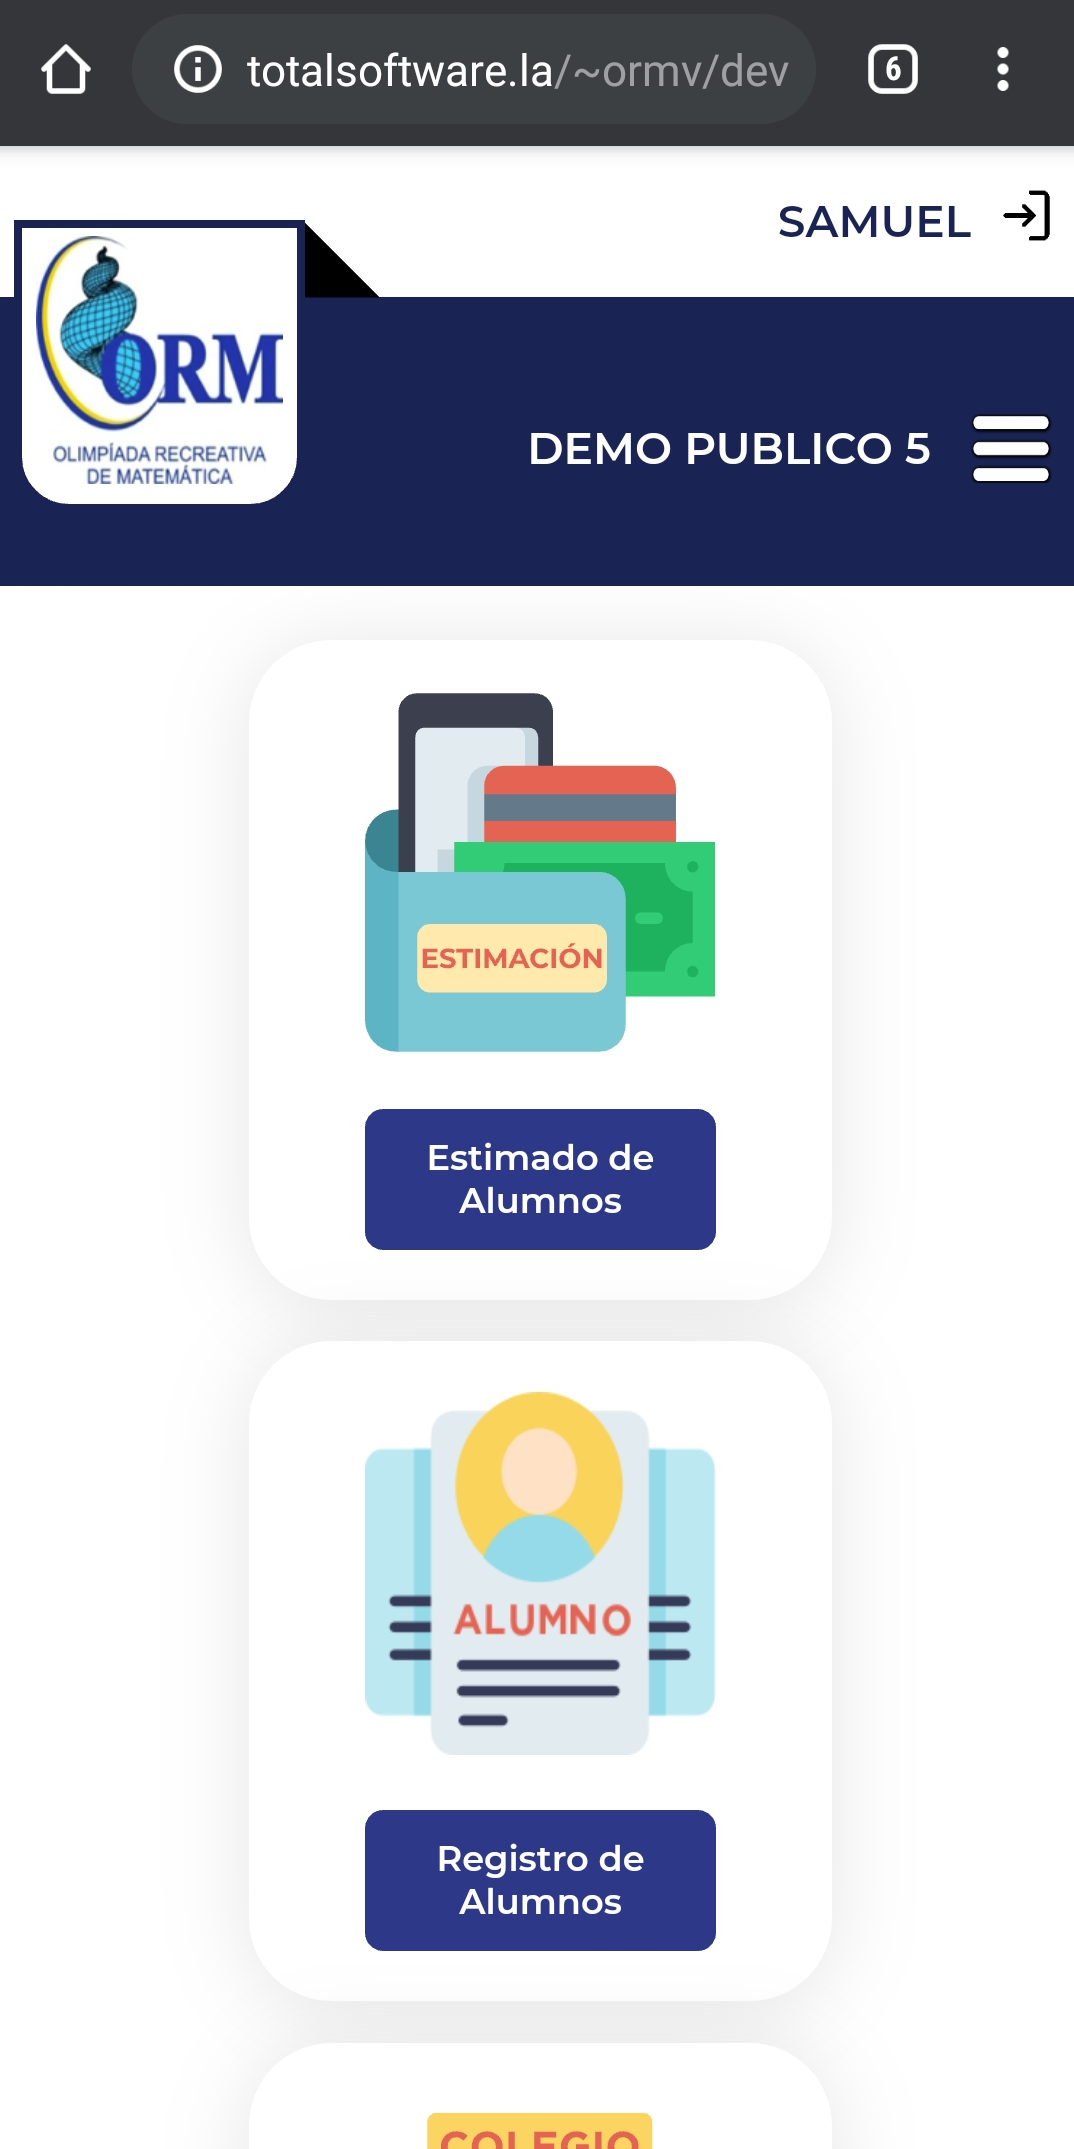 totalsoftware.la/~ormv/dev
6
SAMUEL
ORM
OLIMPÍADA RECREATIVA
DE MATEMÁTICA
DEMO PUBLICO 5
ESTIMACIÓN
Estimado de
Alumnos
ALUMNO
Registro de
Alumnos
COLEGIO